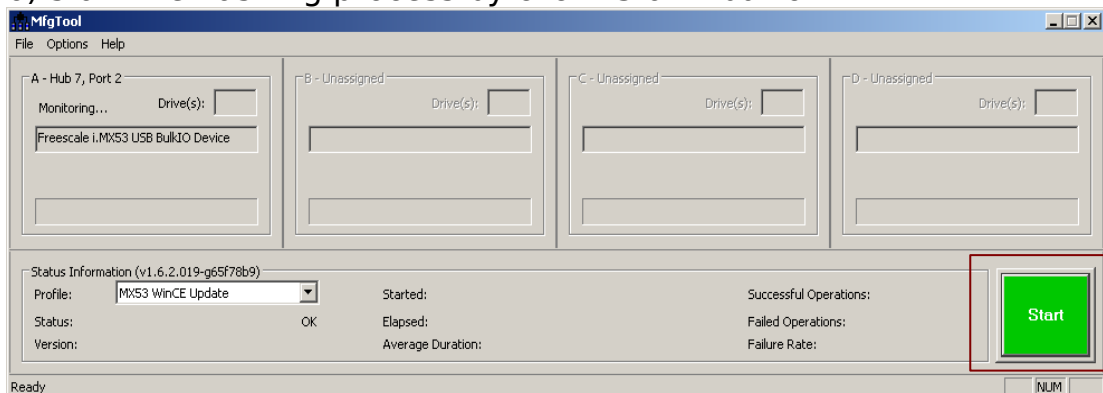 MfgTool
File Options Help
A - Hub 7, Port 2
B - Unassigned
C - Unassigned
D - Unassigned
Monitoring... Drive(s):
Drive(s):
Drive(s):
Drive(s):
Freescale i.MX53 USB BulkIO Device
Status Information (v1.6.2.019-g65f78b9)
Profile: MX53 WinCE Update Started: Successful Operations:
Status: OK Elapsed: Failed Operations:
Version: Average Duration: Failure Rate:
Start
Ready NUM